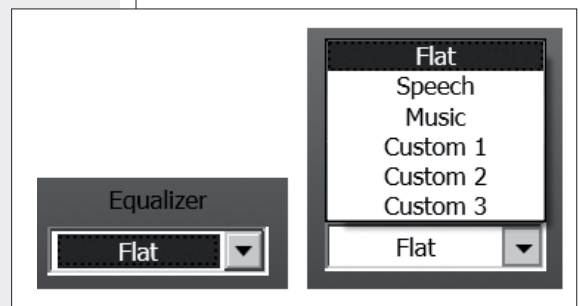 Equalizer
Flat
Flat
Speech
Music
Custom 1
Custom 2
Custom 3
Flat